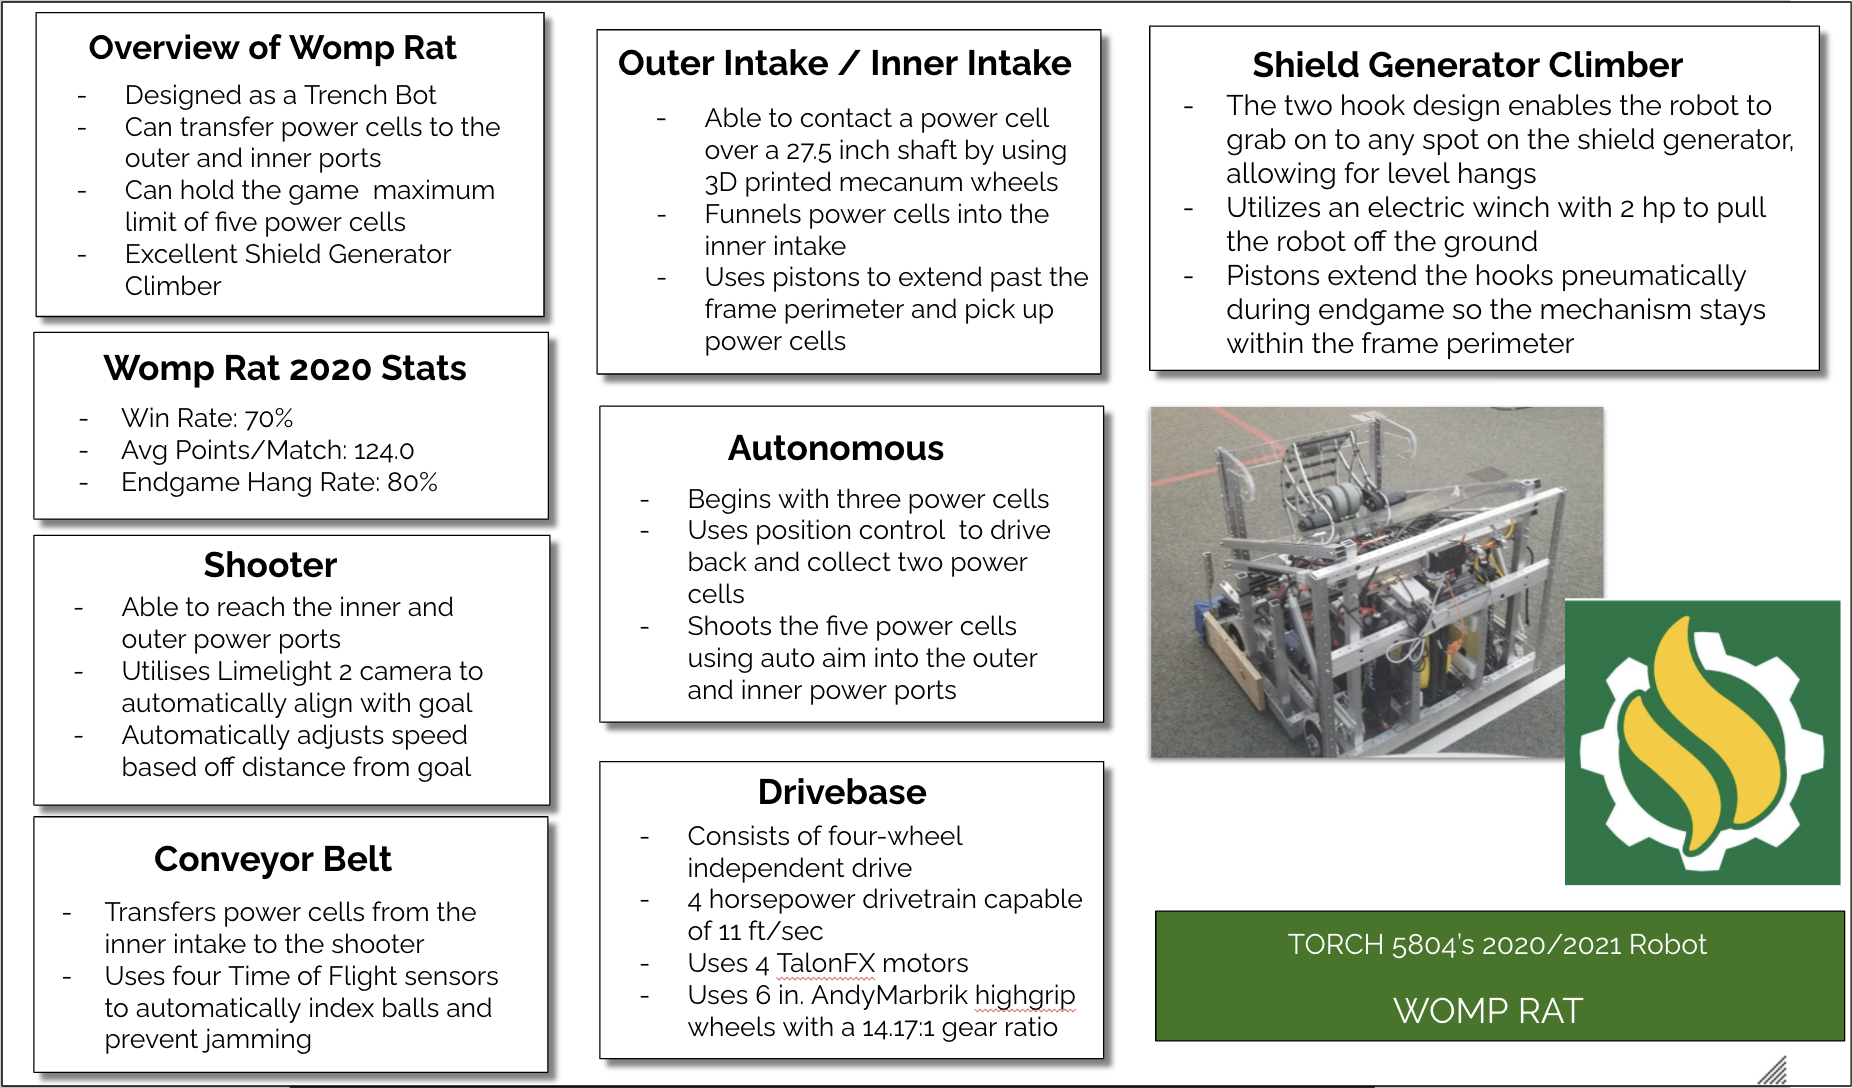 Overview of Womp Rat
- Designed as a Trench Bot
- Can transfer power cells to the
outer and inner ports
- Can hold the game  maximum
limit of five power cells
- Excellent Shield Generator
Climber
Womp Rat 2020 Stats
- Win Rate: 70%
- Avg Points/Match: 124.0
- Endgame Hang Rate: 80%
Shooter
- Able to reach the inner and
outer power ports
- Utilises Limelight 2 camera to
automatically align with goal
- Automatically adjusts speed
based off distance from goal
Conveyor Belt
- Transfers power cells from the
inner intake to the shooter
- Uses four Time of Flight sensors
to automatically index balls and
prevent jamming
Outer Intake / Inner Intake
- Able to contact a power cell
over a 27.5 inch shaft by using
3D printed mecanum wheels
- Funnels power cells into the
inner intake
- Uses pistons to extend past the
frame perimeter and pick up
power cells
Autonomous
- Begins with three power cells
- Uses position control  to drive
back and collect two power
cells
- Shoots the five power cells
using auto aim into the outer
and inner power ports
Drivebase
- Consists of four-wheel
independent drive
- 4 horsepower drivetrain capable
of 11 ft/sec
- Uses 4 TalonFX motors
- Uses 6 in. AndyMarbrik highgrip
wheels with a 14.17:1 gear ratio
Shield Generator Climber
- The two hook design enables the robot to
grab on to any spot on the shield generator,
allowing for level hangs
- Utilizes an electric winch with 2 hp to pull
the robot off the ground
- Pistons extend the hooks pneumatically
during endgame so the mechanism stays
within the frame perimeter
TORCH 5804's 2020/2021 Robot
WOMP RAT